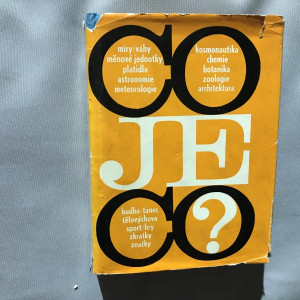 CO
míry/váhy
měnové jednotky
platidla
astronomie
meteorologie
kosmonautika
chemie
botanika
zoologie
architektura
JE
CO?
hudba/tanec
tělovýchova
sport/hry
zkratky
značky